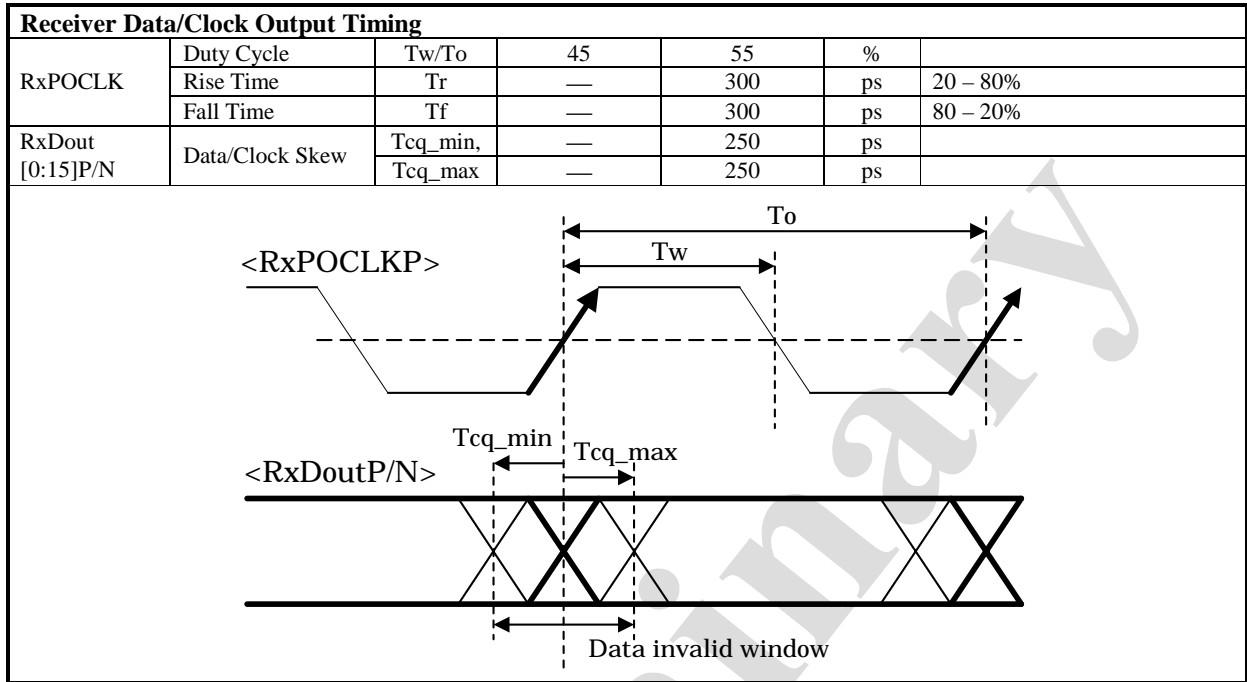 Receiver Data/Clock Output Timing
RxPOCLK Duty Cycle Tw/To 45 55 %
Rise Time Tr — 300 ps 20 – 80%
Fall Time Tf — 300 ps 80 – 20%
RxDout [0:15]P/N Data/Clock Skew Tcq_min, — 250 ps
Tcq_max — 250 ps
To
Tw
<RxPOCLKP>
Tcq_min
Tcq_max
<RxDoutP/N>
Data invalid window
inary